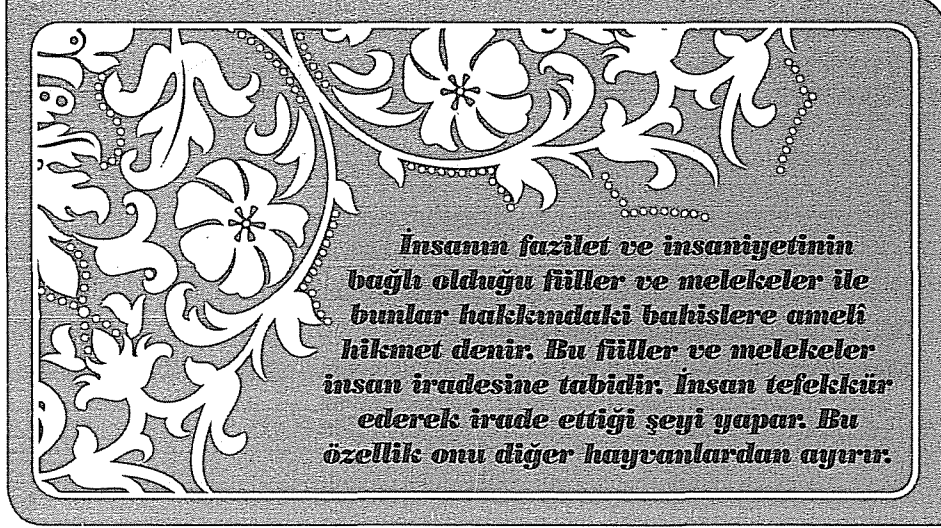 İnsanın fazilet ve insaniyetinin
bağlı olduğu fiiller ve melekeler ile
bunlar hakkındaki bahislere amelî
hikmet denir. Bu fiiller ve melekeler
insan iradesine tabidir. İnsan tefekkür
ederek irade ettiği şeyi yapar. Bu
özellik onu diğer hayvanlardan ayırır.